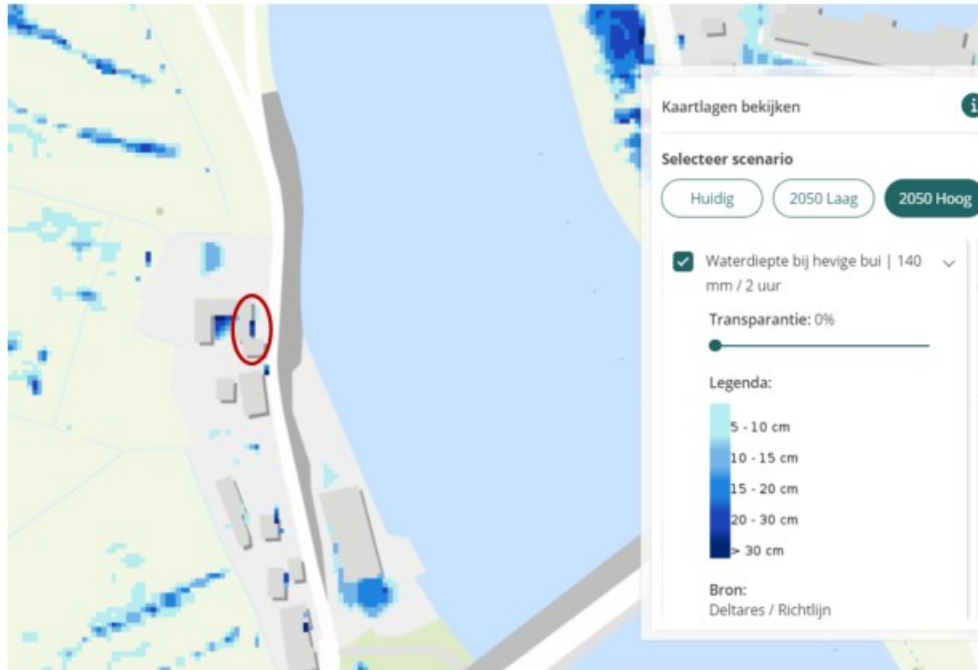 Kaartlagen bekijken
i
Selecteer scenario
Huidig
2050 Laag
2050 Hoog
Waterdiepte bij hevige bui | 140
mm / 2 uur
Transparantie: 0%
Legenda:
5 - 10 cm
10 - 15 cm
15 - 20 cm
20 - 30 cm
> 30 cm
Bron:
Deltares / Richtlijn